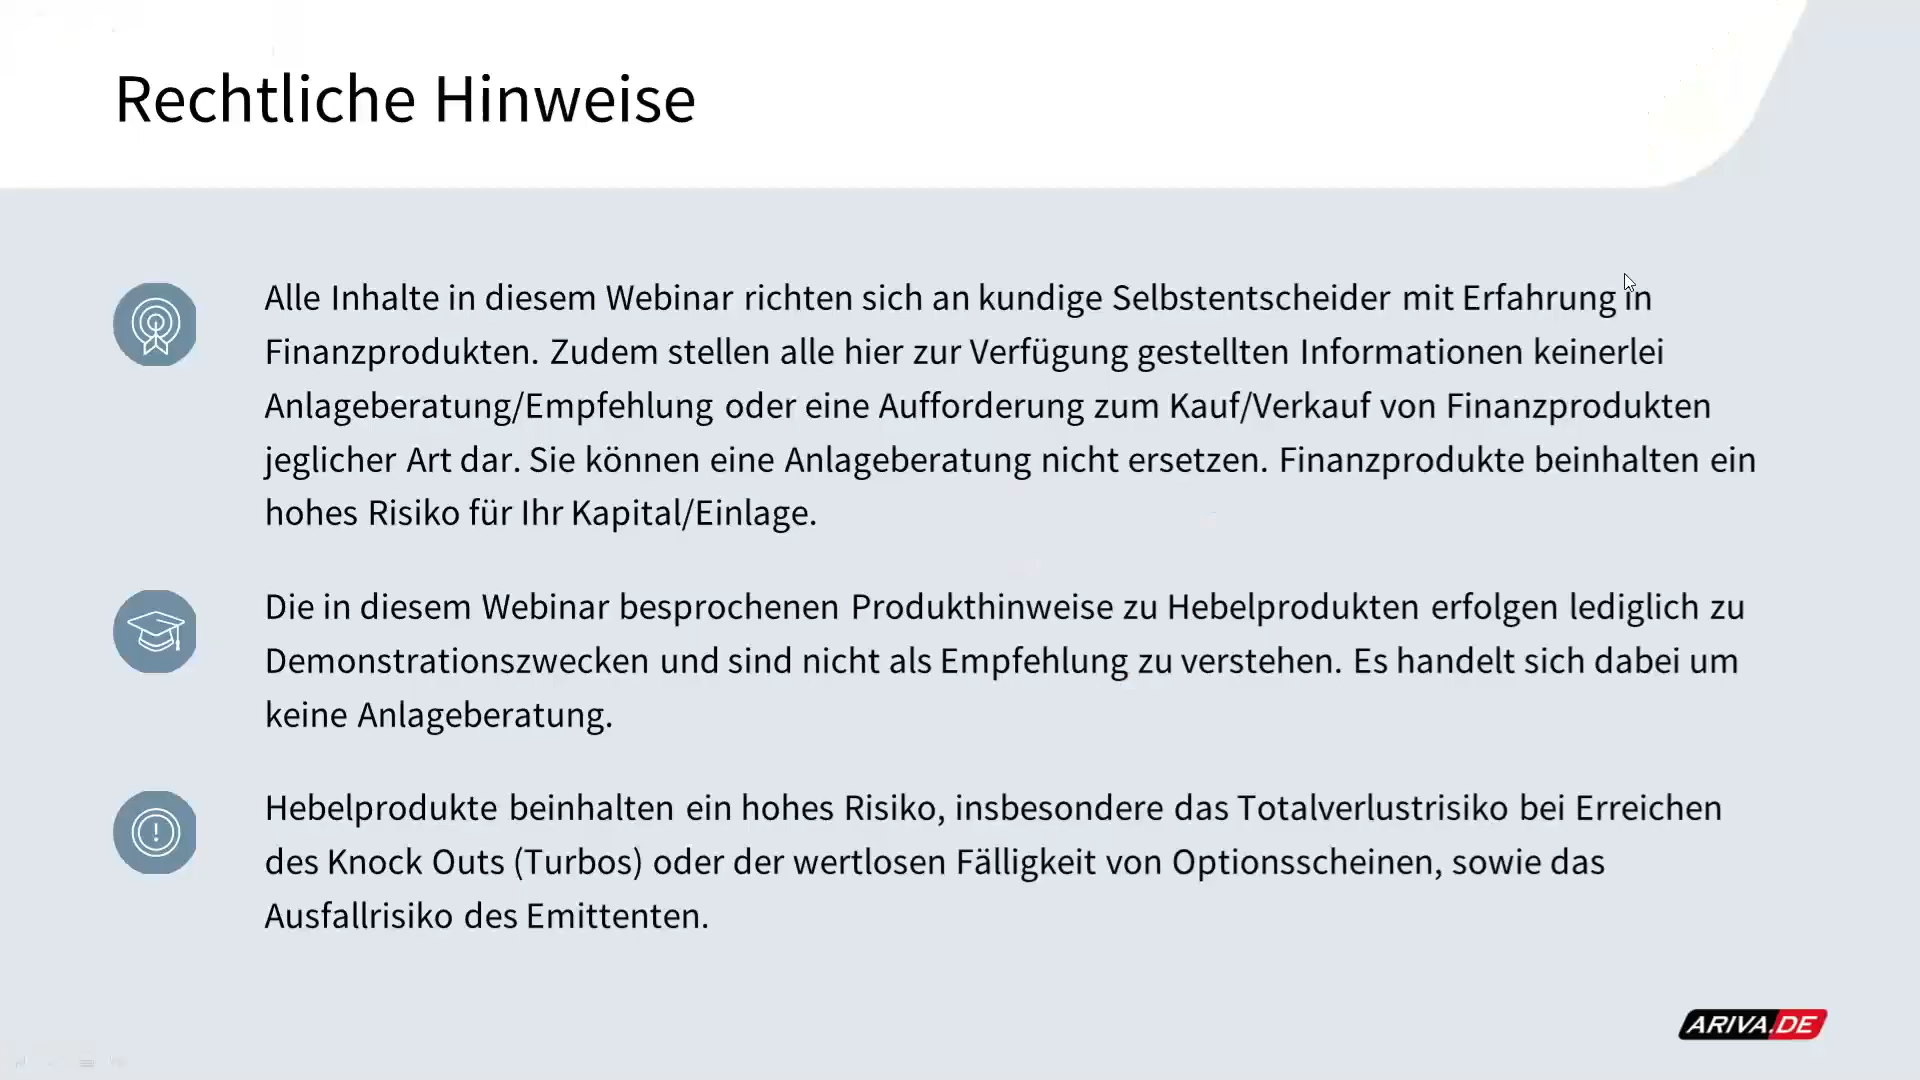 Rechtliche Hinweise
Alle Inhalte in diesem Webinar richten sich an kundige Selbstentscheider mit Erfahrung in
Finanzprodukten. Zudem stellen alle hier zur Verfügung gestellten Informationen keinerlei
Anlageberatung/Empfehlung oder eine Aufforderung zum Kauf/Verkauf von Finanzprodukten
jeglicher Art dar. Sie können eine Anlageberatung nicht ersetzen. Finanzprodukte beinhalten ein
hohes Risiko für Ihr Kapital/Einlage.
Die in diesem Webinar besprochenen Produkthinweise zu Hebelprodukten erfolgen lediglich zu
Demonstrationszwecken und sind nicht als Empfehlung zu verstehen. Es handelt sich dabei um
keine Anlageberatung.
Hebelprodukte beinhalten ein hohes Risiko, insbesondere das Totalverlustrisiko bei Erreichen
des Knock Outs (Turbos) oder der wertlosen Fälligkeit von Optionsscheinen, sowie das
Ausfallrisiko des Emittenten.
ARIVA.DE